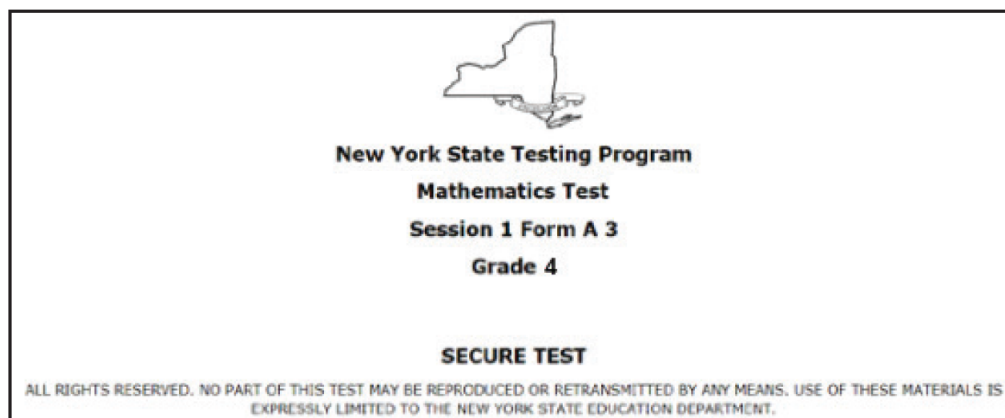 New York State Testing Program
Mathematics Test
Session 1 Form A 3
Grade 4
SECURE TEST
ALL RIGHTS RESERVED. NO PART OF THIS TEST MAY BE REPRODUCED OR RETRANSMITTED BY ANY MEANS. USE OF THESE MATERIALS IS
EXPRESSLY LIMITED TO THE NEW YORK STATE EDUCATION DEPARTMENT.